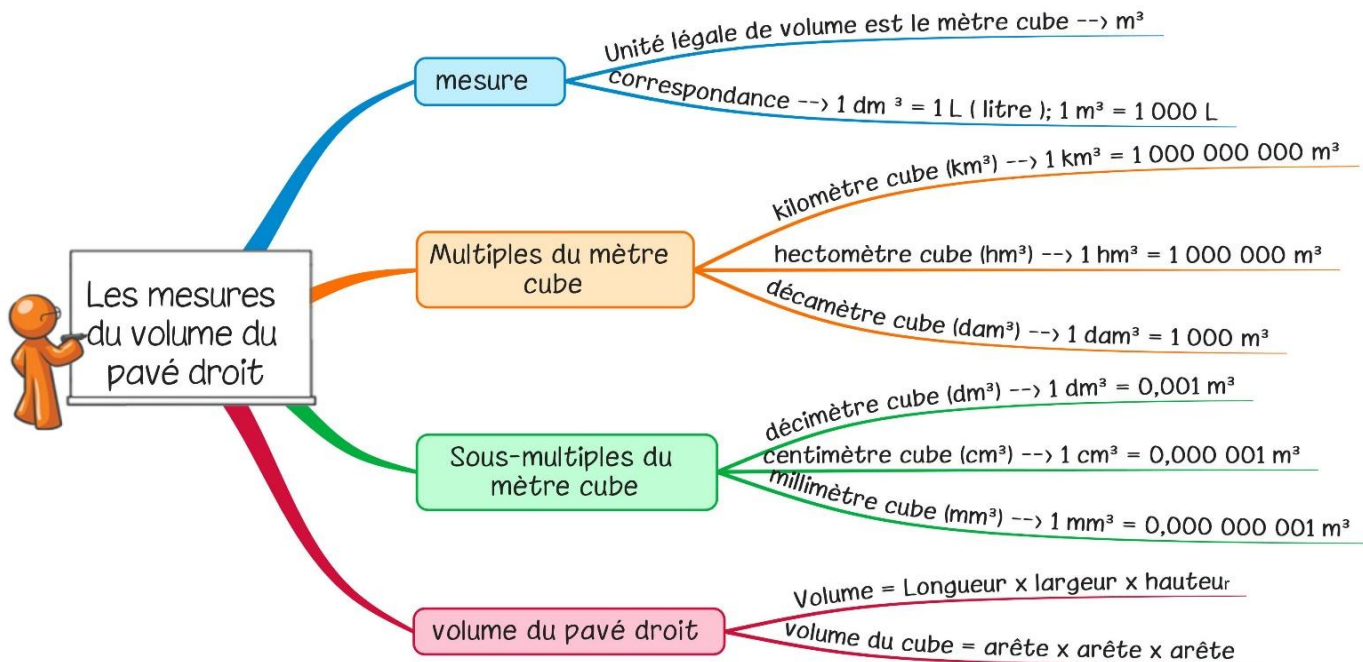 Les mesures
du volume du
pavé droit
mesure
Unité légale de volume est le mètre cube --> m³
correspondance --> 1 dm ³ = 1 L ( litre ); 1 m³ = 1 000 L
Multiples du mètre
cube
kilomètre cube (km³) --> 1 km³ = 1 000 000 000 m³
hectomètre cube (hm³) --> 1 hm³ = 1 000 000 m³
décamètre cube (dam³) --> 1 dam³ = 1 000 m³
Sous-multiples du
mètre cube
décimètre cube (dm³) --> 1 dm³ = 0,001 m³
centimètre cube (cm³) --> 1 cm³ = 0,000 001 m³
millimètre cube (mm³) --> 1 mm³ = 0,000 000 001 m³
volume du pavé droit
Volume = Longueur x largeur x hauteur
volume du cube = arête x arête x arête